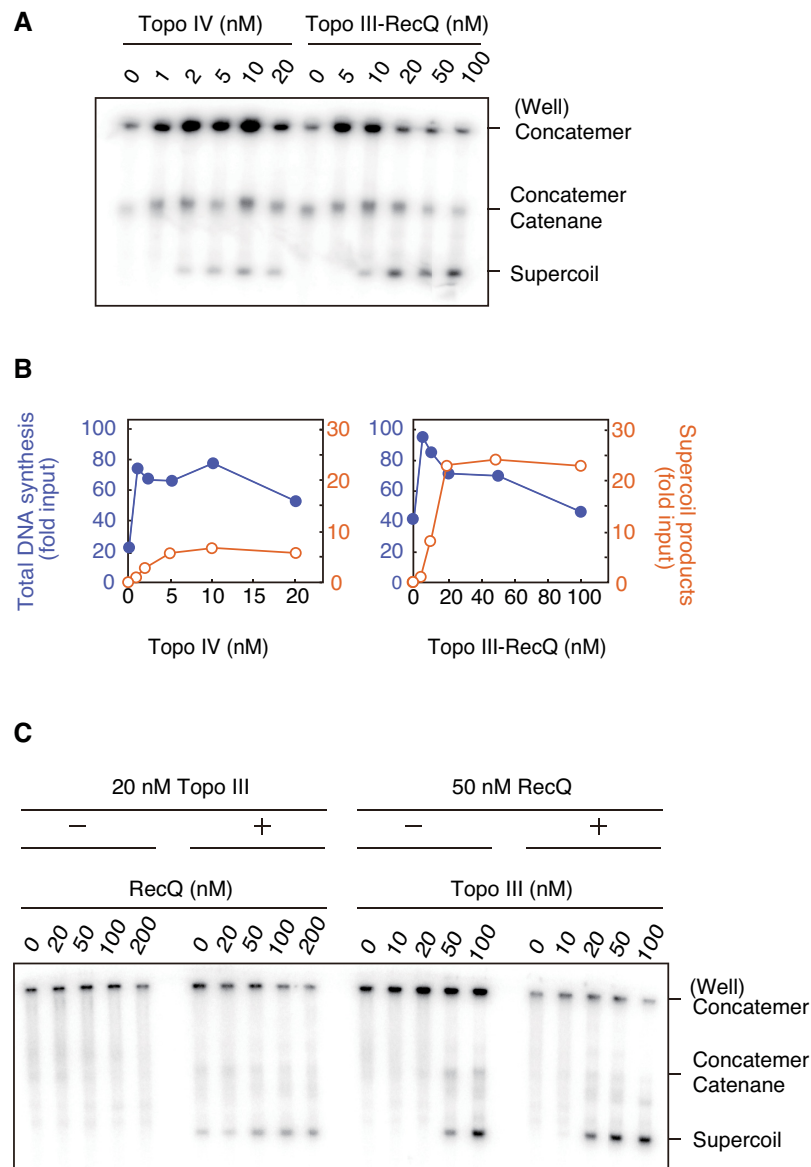 A
Topo IV (nM) Topo III-RecQ (nM)
0 1 2 5 10 20 0 5 10 20 50 100
(Well)
Concatemer
Concatemer
Catenane
Supercoil
B
Total DNA synthesis
(fold input)
100
80
60
40
20
0
30
20
10
0
0 5 10 15 20
Topo IV (nM)
100
80
60
40
20
0
30
20
10
0
0 20 40 60 80 100
Topo III-RecQ (nM)
Supercoil products
(fold input)
C
20 nM Topo III 50 nM RecQ
− + − +
RecQ (nM) Topo III (nM)
0 20 50 100 200 0 20 50 100 200 0 10 20 50 100 0 10 20 50 100
(Well)
Concatemer
Concatemer
Catenane
Supercoil